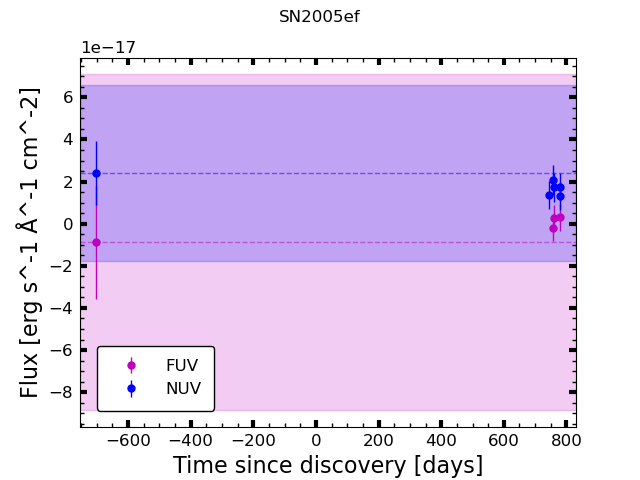 SN2005ef
1e−17
Flux [erg s^-1 Å^-1 cm^-2]
6
4
2
0
−2
−4
−6
−8
FUV
NUV
−600 −400 −200 0 200 400 600 800
Time since discovery [days]